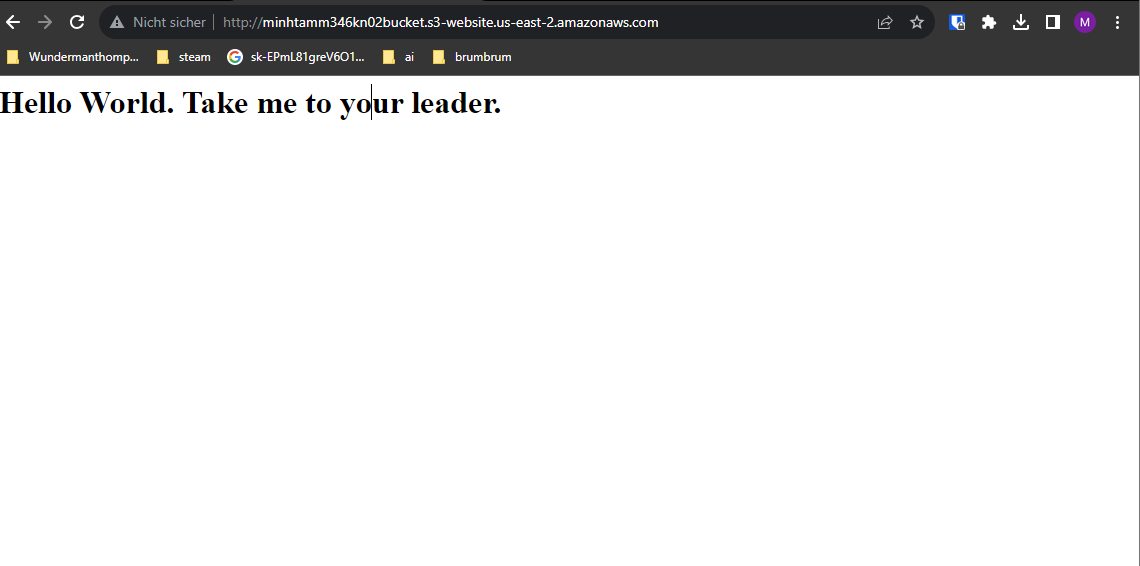 Nicht sicher http://minhtamm346kn02bucket.s3-website.us-east-2.amazonaws.com M
Wundermanthomp... steam sk-EPmL81greV6O1... ai brumbrum
Hello World. Take me to your leader.